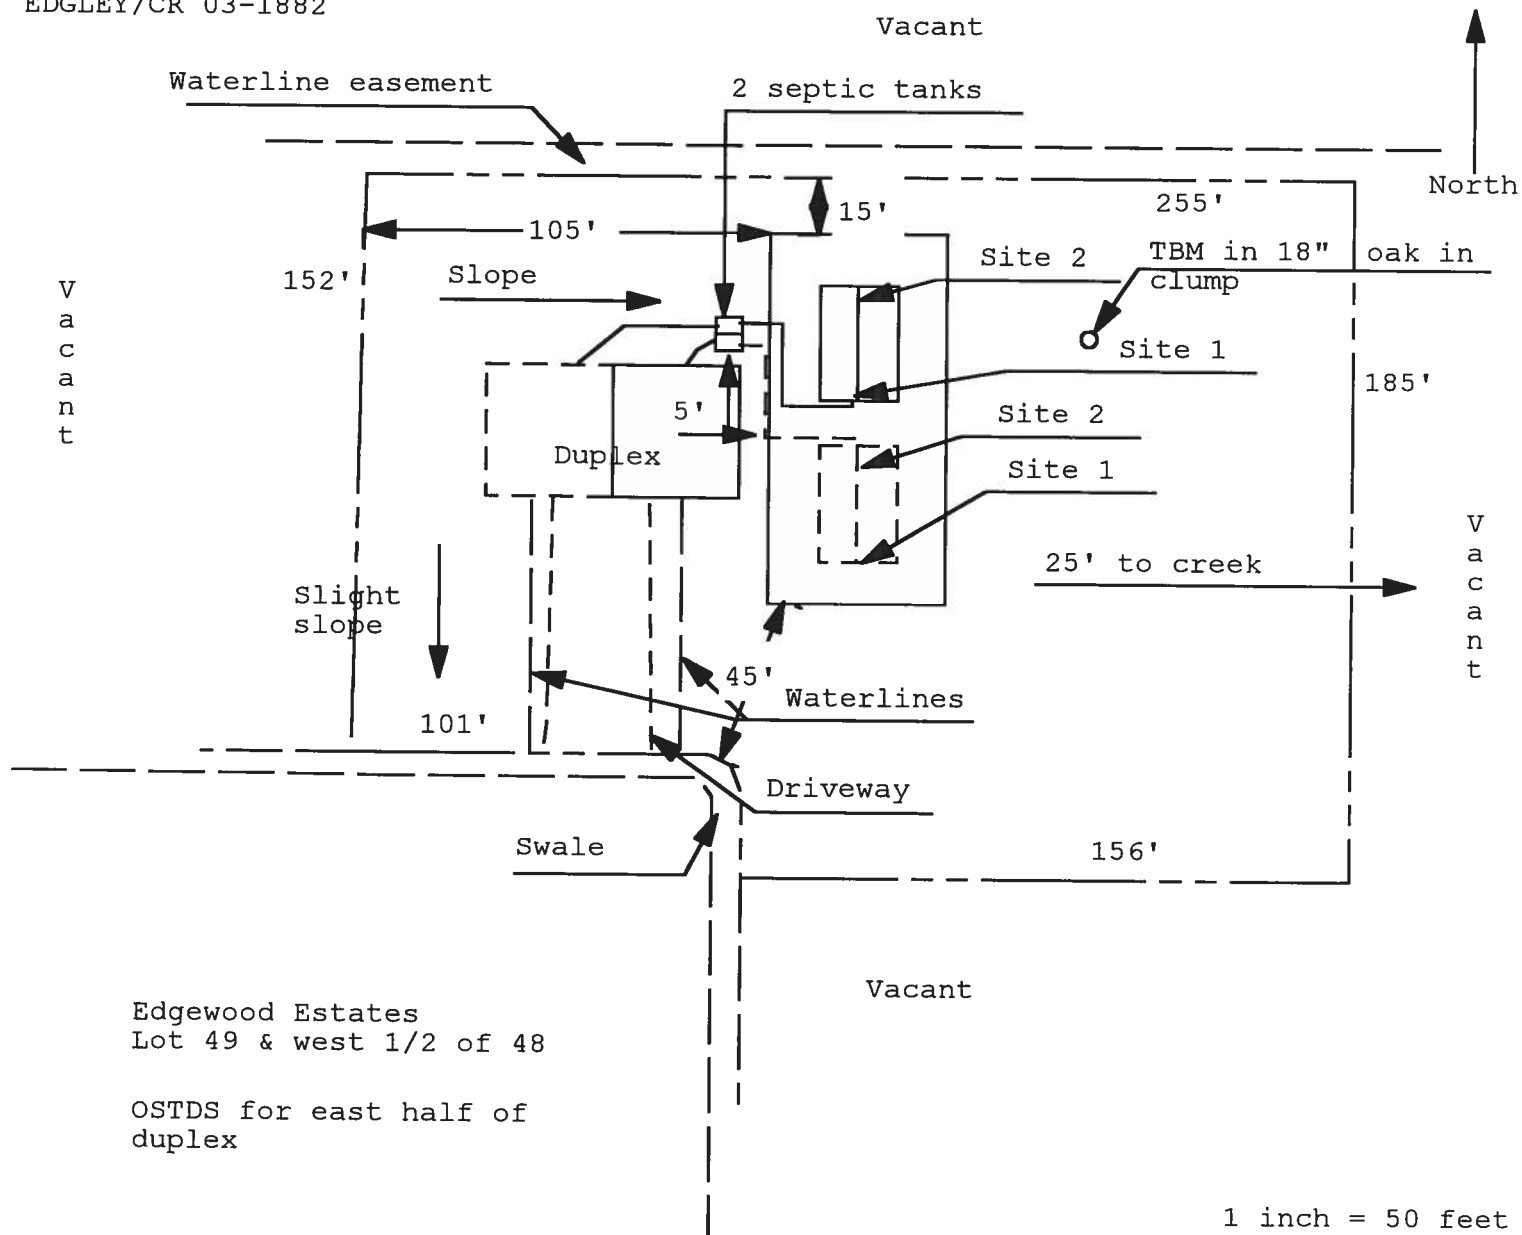 EDGLEY/CR 03-1882
Vacant
Waterline easement
2 septic tanks
North
15'
255'
105'
TBM in 18" oak in
clump
Site 2
152'
Slope
Vacant
Site 1
185'
5'
Site 2
Duplex
Site 1
Vacant
25' to creek
Slight
slope
45'
Waterlines
101'
Driveway
Swale
156'
Vacant
Edgewood Estates
Lot 49 & west 1/2 of 48
OSTDS for east half of
duplex
1 inch = 50 feet